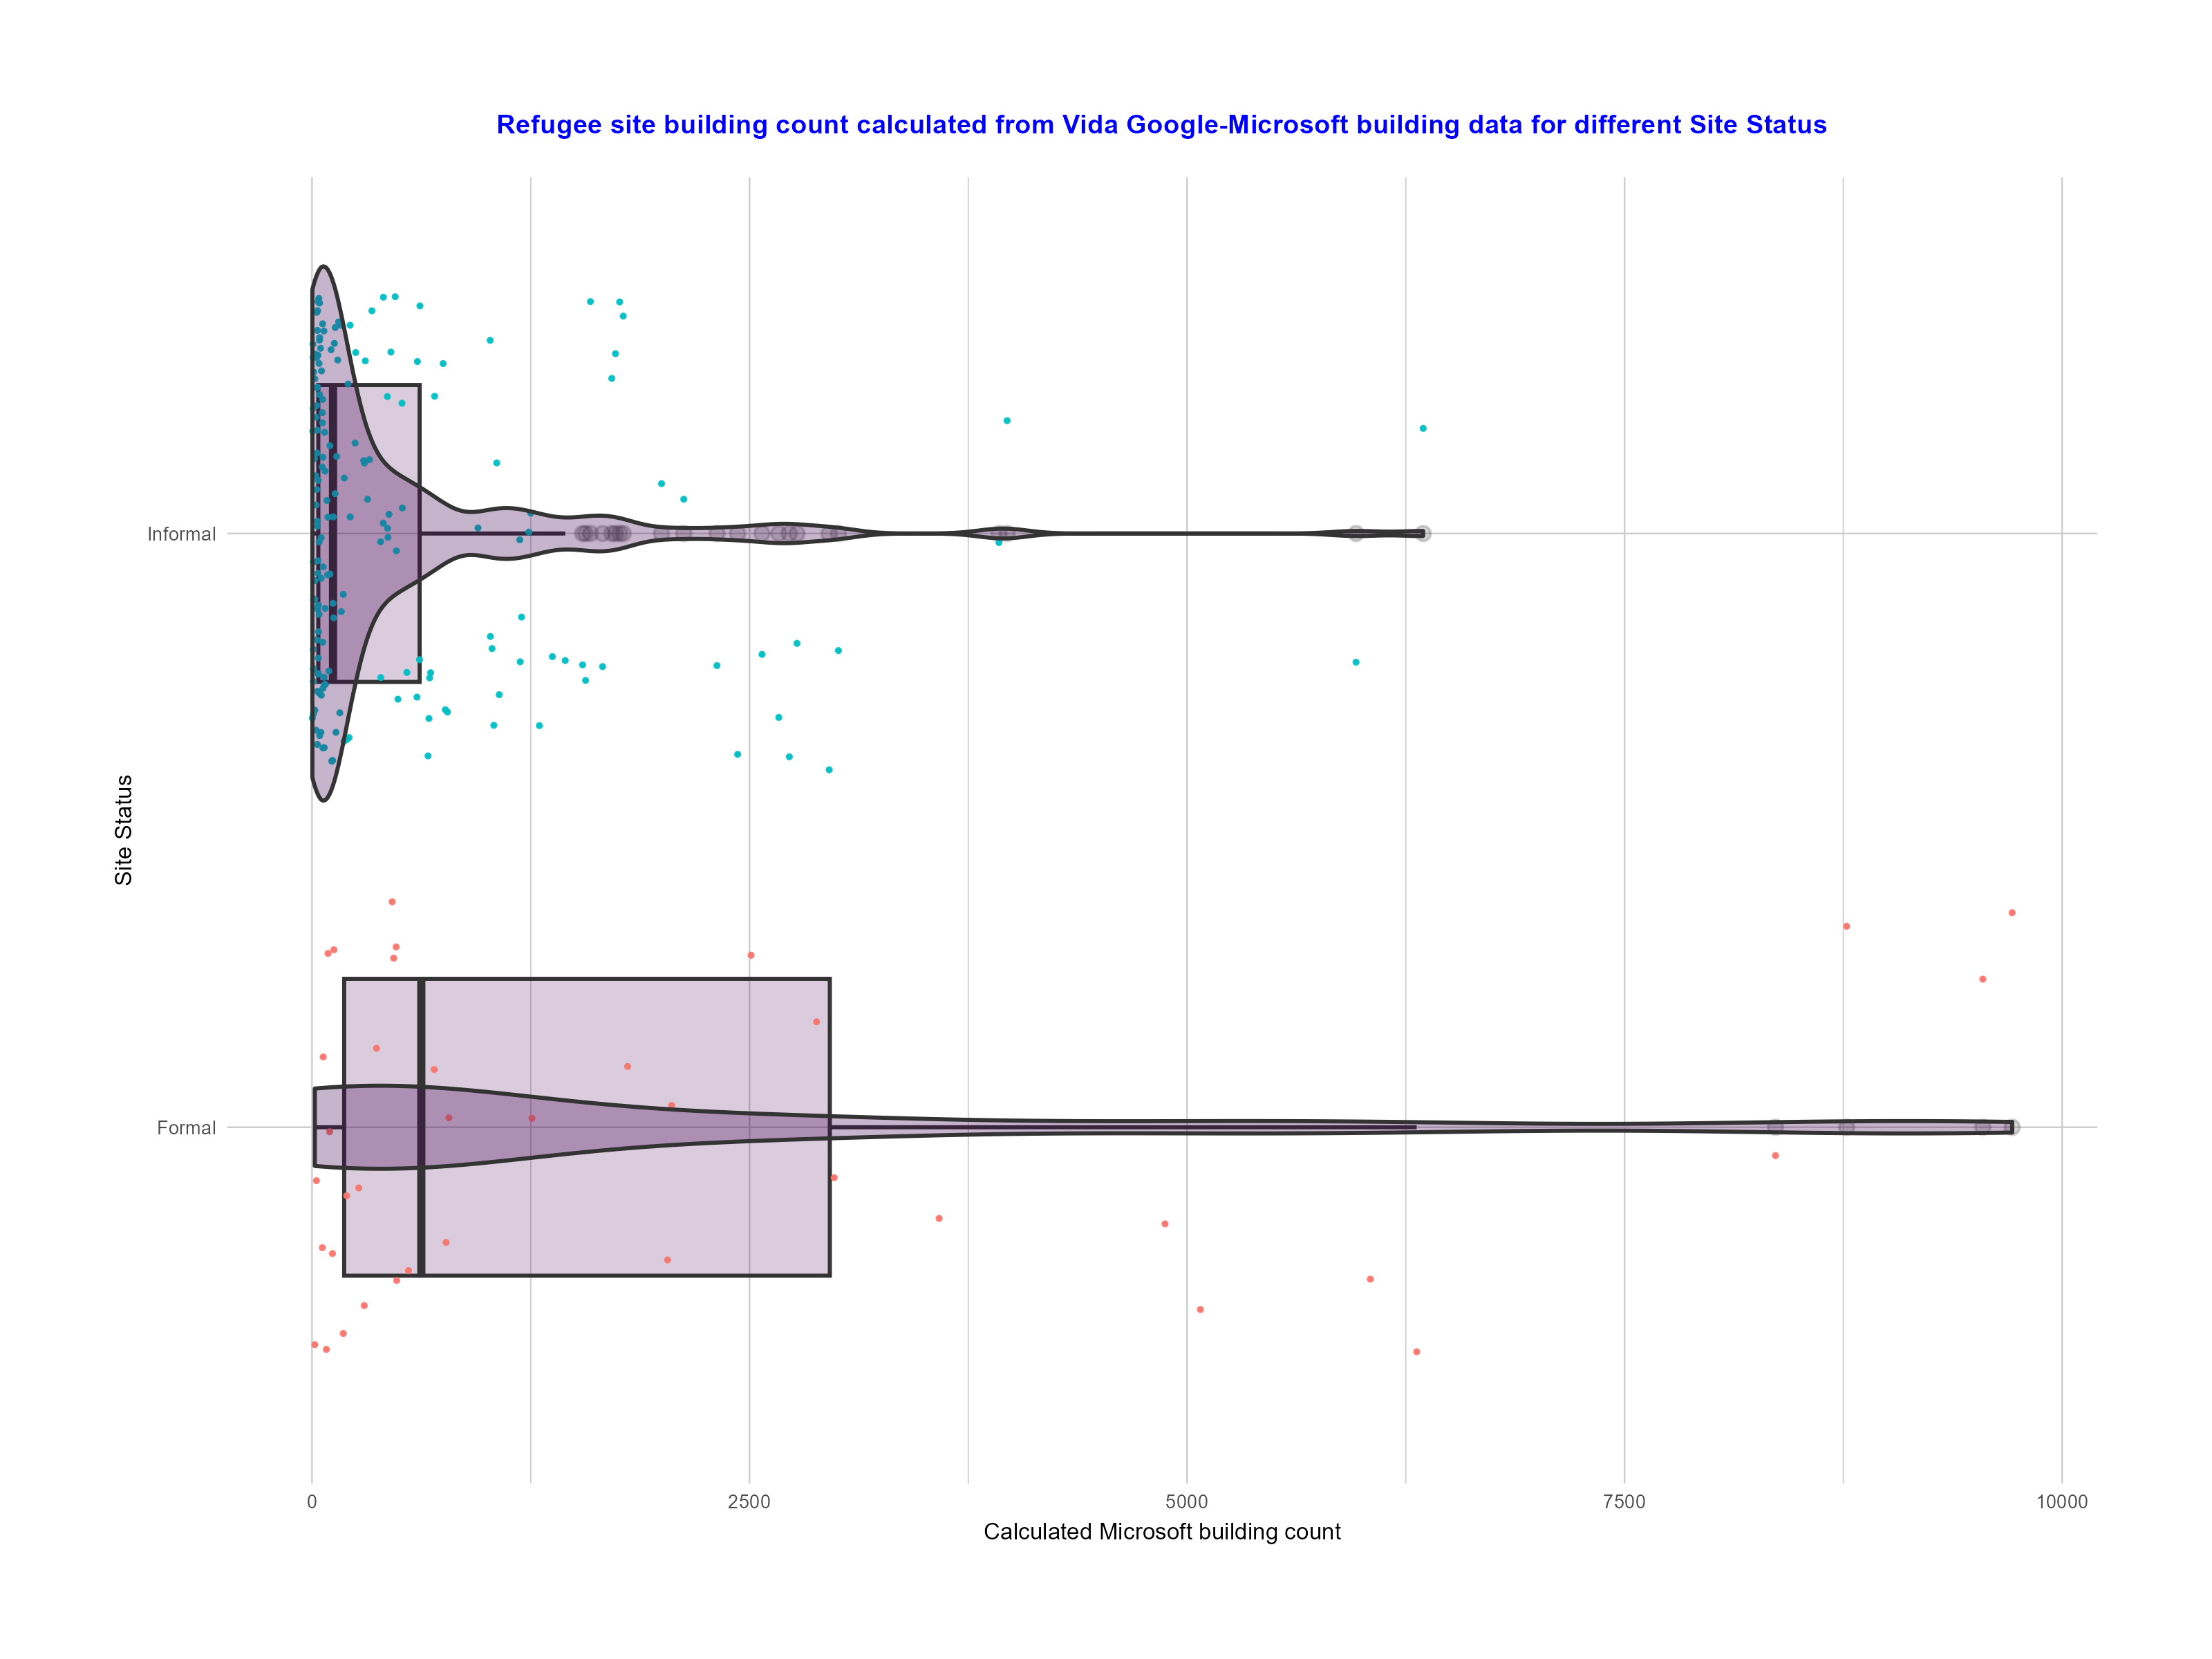 Refugee site building count calculated from Vida Google-Microsoft building data for different Site Status
Site Status
Informal
Formal
0 2500 5000 7500 10000
Calculated Microsoft building count